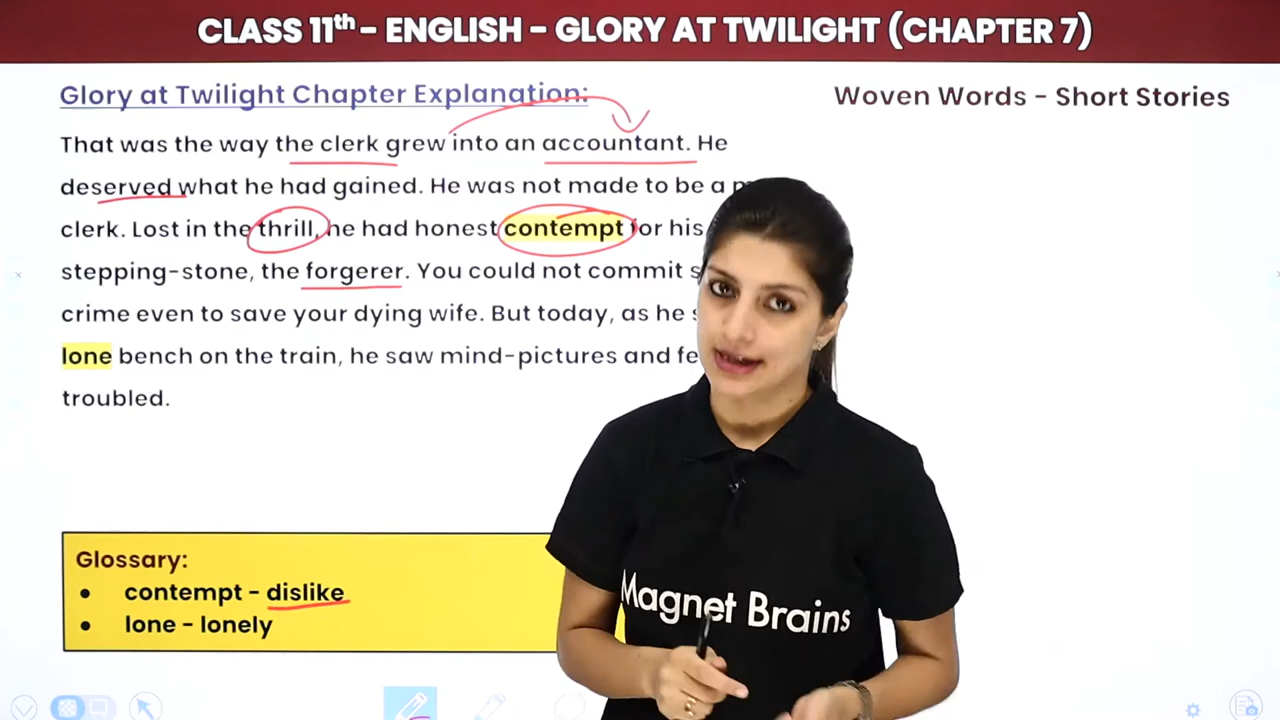 CLASS 11th – ENGLISH – GLORY AT TWILIGHT (CHAPTER 7)
Glory at Twilight Chapter Explanation:
Woven Words – Short Stories
That was the way the clerk grew into an accountant. He
deserved what he had gained. He was not made to be a
clerk. Lost in the thrill, he had honest contempt for his
stepping-stone, the forgerer. You could not commit
crime even to save your dying wife. But today, as he
lone bench on the train, he saw mind-pictures and
troubled.
Glossary:
● contempt – dislike
● lone – lonely
Magnet Brains